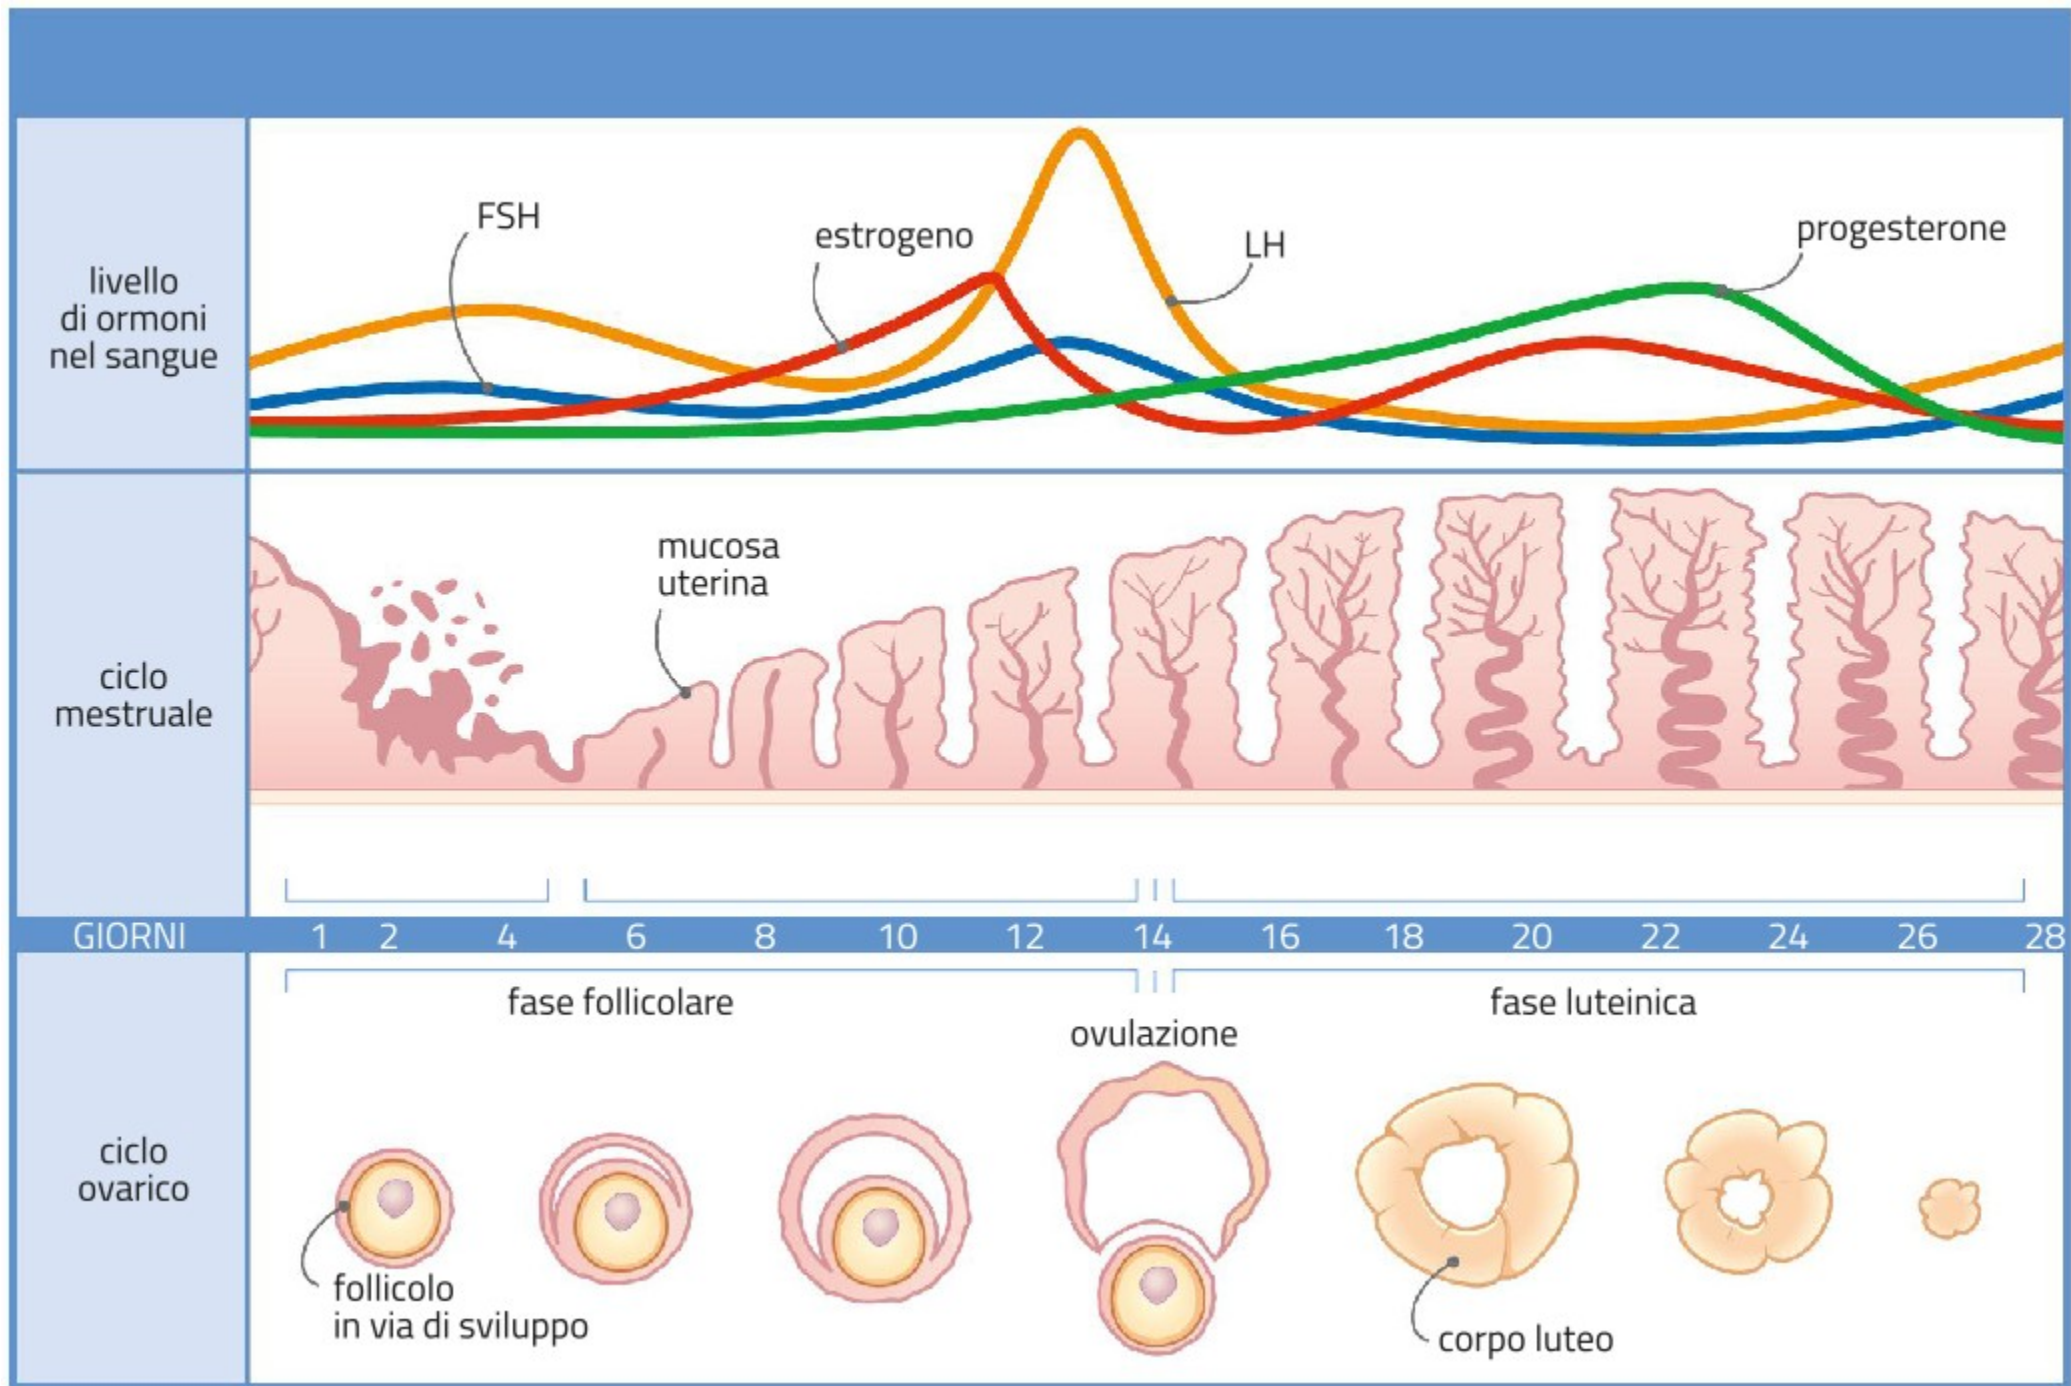 FSH
estrogeno
LH
progesterone
livello
di ormoni
nel sangue
mucosa
uterina
ciclo
mestruale
GIORNI 1 2 4 6 8 10 12 14 16 18 20 22 24 26 28
fase follicolare
fase luteinica
ovulazione
ciclo
ovarico
follicolo
in via di sviluppo
corpo luteo